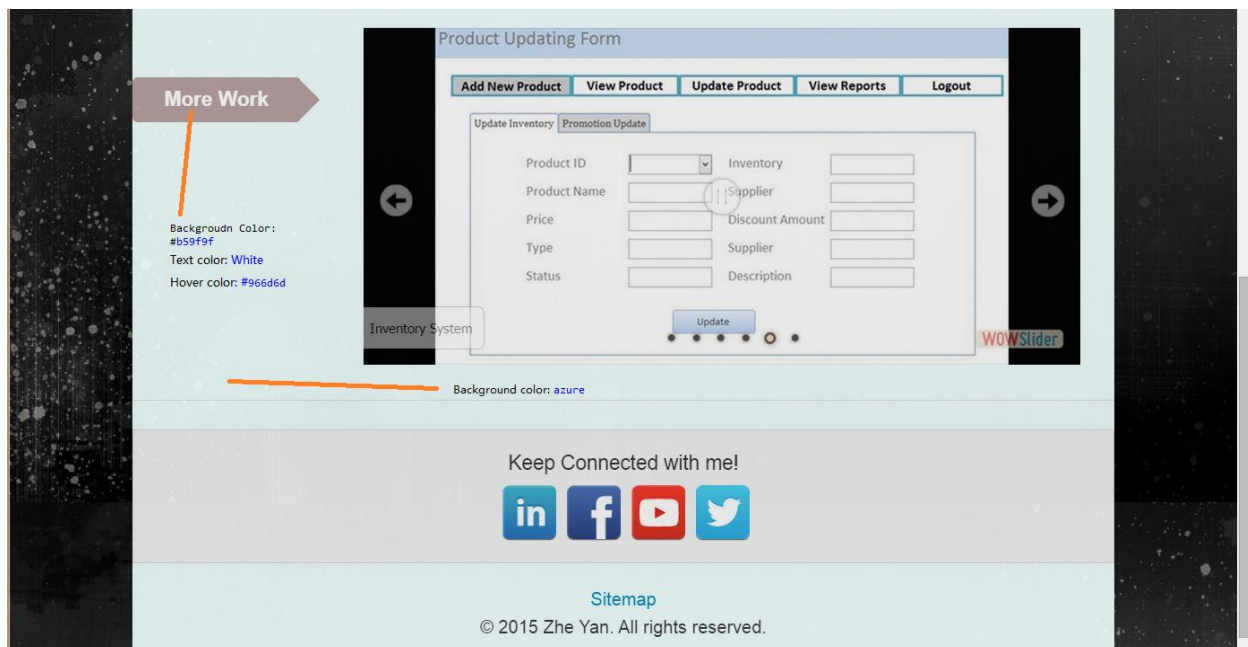 Product Updating Form
Add New Product View Product Update Product View Reports Logout
More Work
Update Inventory Promotion Update
Product ID Inventory
Product Name Supplier
Price Discount Amount
Type Supplier
Status Description
Backgroudn Color:
#b59f9f
Text color: White
Hover color: #966d6d
Update
Inventory System
WOWSlider
Background color: azure
Keep Connected with me!
in f
Sitemap
© 2015 Zhe Yan. All rights reserved.